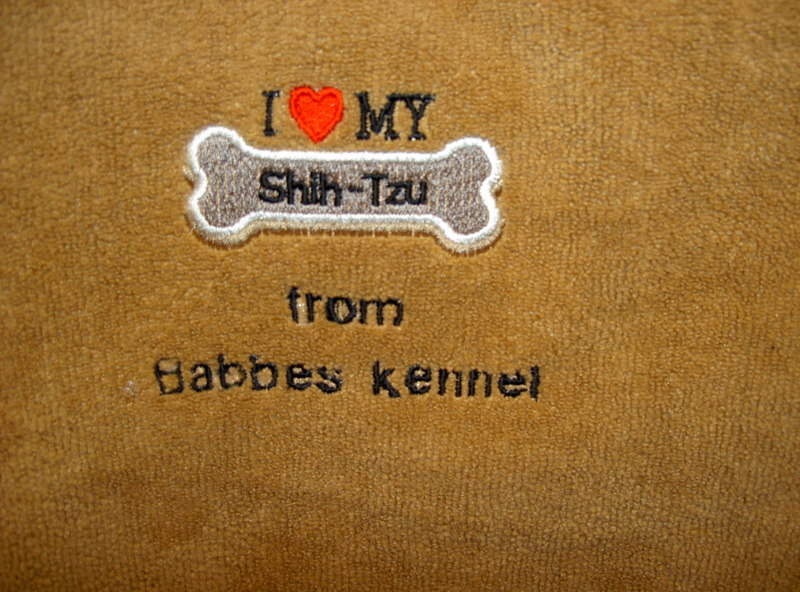 I ❤ MY
Shih-Tzu
from
Babbes kennel